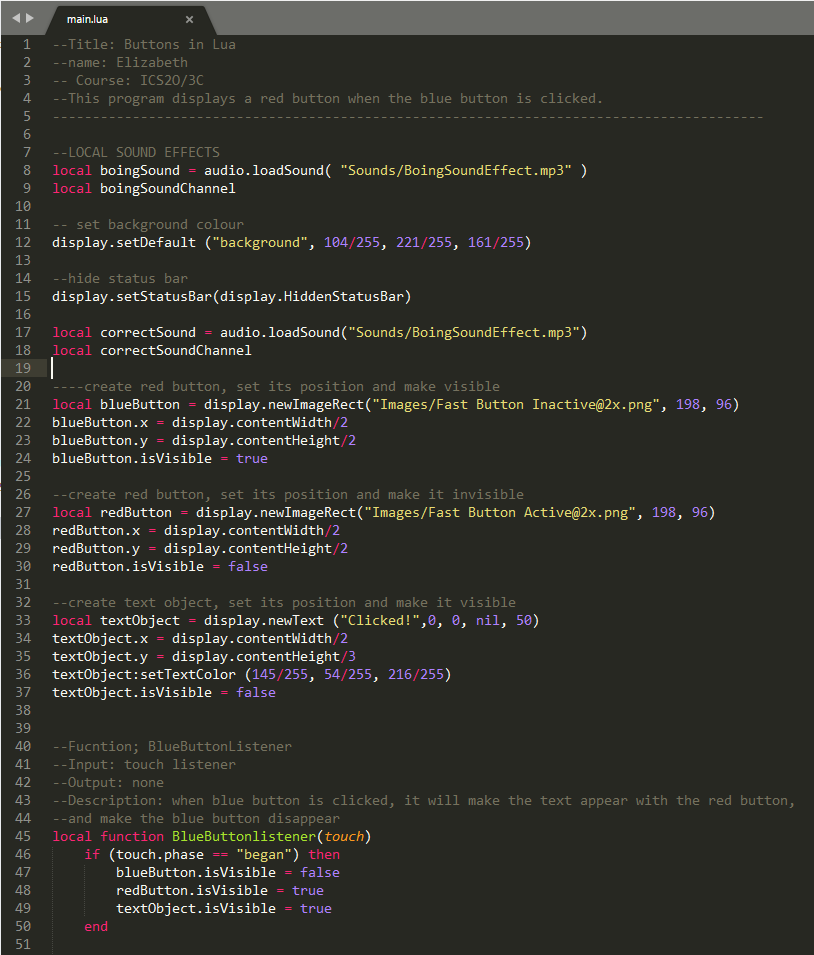 main.lua ×
1 --Title: Buttons in Lua
2 --name: Elizabeth
3 -- Course: ICS2O/3C
4 --This program displays a red button when the blue button is clicked.
5 -----------------------------------------------------------------------------------------
6
7 --LOCAL SOUND EFFECTS
8 local boingSound = audio.loadSound( "Sounds/BoingSoundEffect.mp3" )
9 local boingSoundChannel
10
11 -- set background colour
12 display.setDefault ("background", 104/255, 221/255, 161/255)
13
14 --hide status bar
15 display.setStatusBar(display.HiddenStatusBar)
16
17 local correctSound = audio.loadSound("Sounds/BoingSoundEffect.mp3")
18 local correctSoundChannel
19
20 ----create red button, set its position and make visible
21 local blueButton = display.newImageRect("Images/Fast Button Inactive@2x.png", 198, 96)
22 blueButton.x = display.contentWidth/2
23 blueButton.y = display.contentHeight/2
24 blueButton.isVisible = true
25
26 --create red button, set its position and make it invisible
27 local redButton = display.newImageRect("Images/Fast Button Active@2x.png", 198, 96)
28 redButton.x = display.contentWidth/2
29 redButton.y = display.contentHeight/2
30 redButton.isVisible = false
31
32 --create text object, set its position and make it visible
33 local textObject = display.newText ("Clicked!",0, 0, nil, 50)
34 textObject.x = display.contentWidth/2
35 textObject.y = display.contentHeight/3
36 textObject:setTextColor (145/255, 54/255, 216/255)
37 textObject.isVisible = false
38
39
40 --Fucntion; BlueButtonListener
41 --Input: touch listener
42 --Output: none
43 --Description: when blue button is clicked, it will make the text appear with the red button,
44 --and make the blue button disappear
45 local function BlueButtonlistener(touch)
46 if (touch.phase == "began") then
47 blueButton.isVisible = false
48 redButton.isVisible = true
49 textObject.isVisible = true
50 end
51